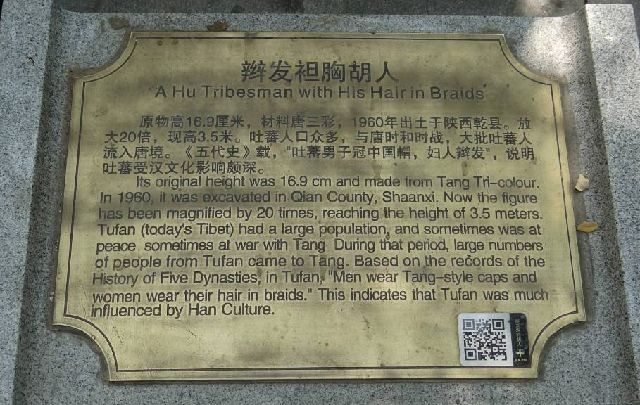 辫发袒胸胡人
A Hu Tribesman with His Hair in Braids
原物高16.9厘米，材料唐三彩，1960年出土于陕西乾县。放
大20倍，现高3.5米。吐蕃人口众多，与唐时和时战，大批吐蕃人
流入唐境。《五代史》载，"吐蕃男子冠中国帽，妇人辫发"，说明
吐蕃受汉文化影响颇深。
Its original height was 16.9 cm and made from Tang Tri-colour.
In 1960, it was excavated in Qian County, Shaanxi. Now the figure
has been magnified by 20 times, reaching the height of 3.5 meters.
Tufan (today's Tibet) had a large population, and sometimes was at
peace, sometimes at war with Tang. During that period, large numbers
of people from Tufan came to Tang. Based on the records of the
History of Five Dynasties, in Tufan, "Men wear Tang-style caps and
women wear their hair in braids." This indicates that Tufan was much
influenced by Han Culture.